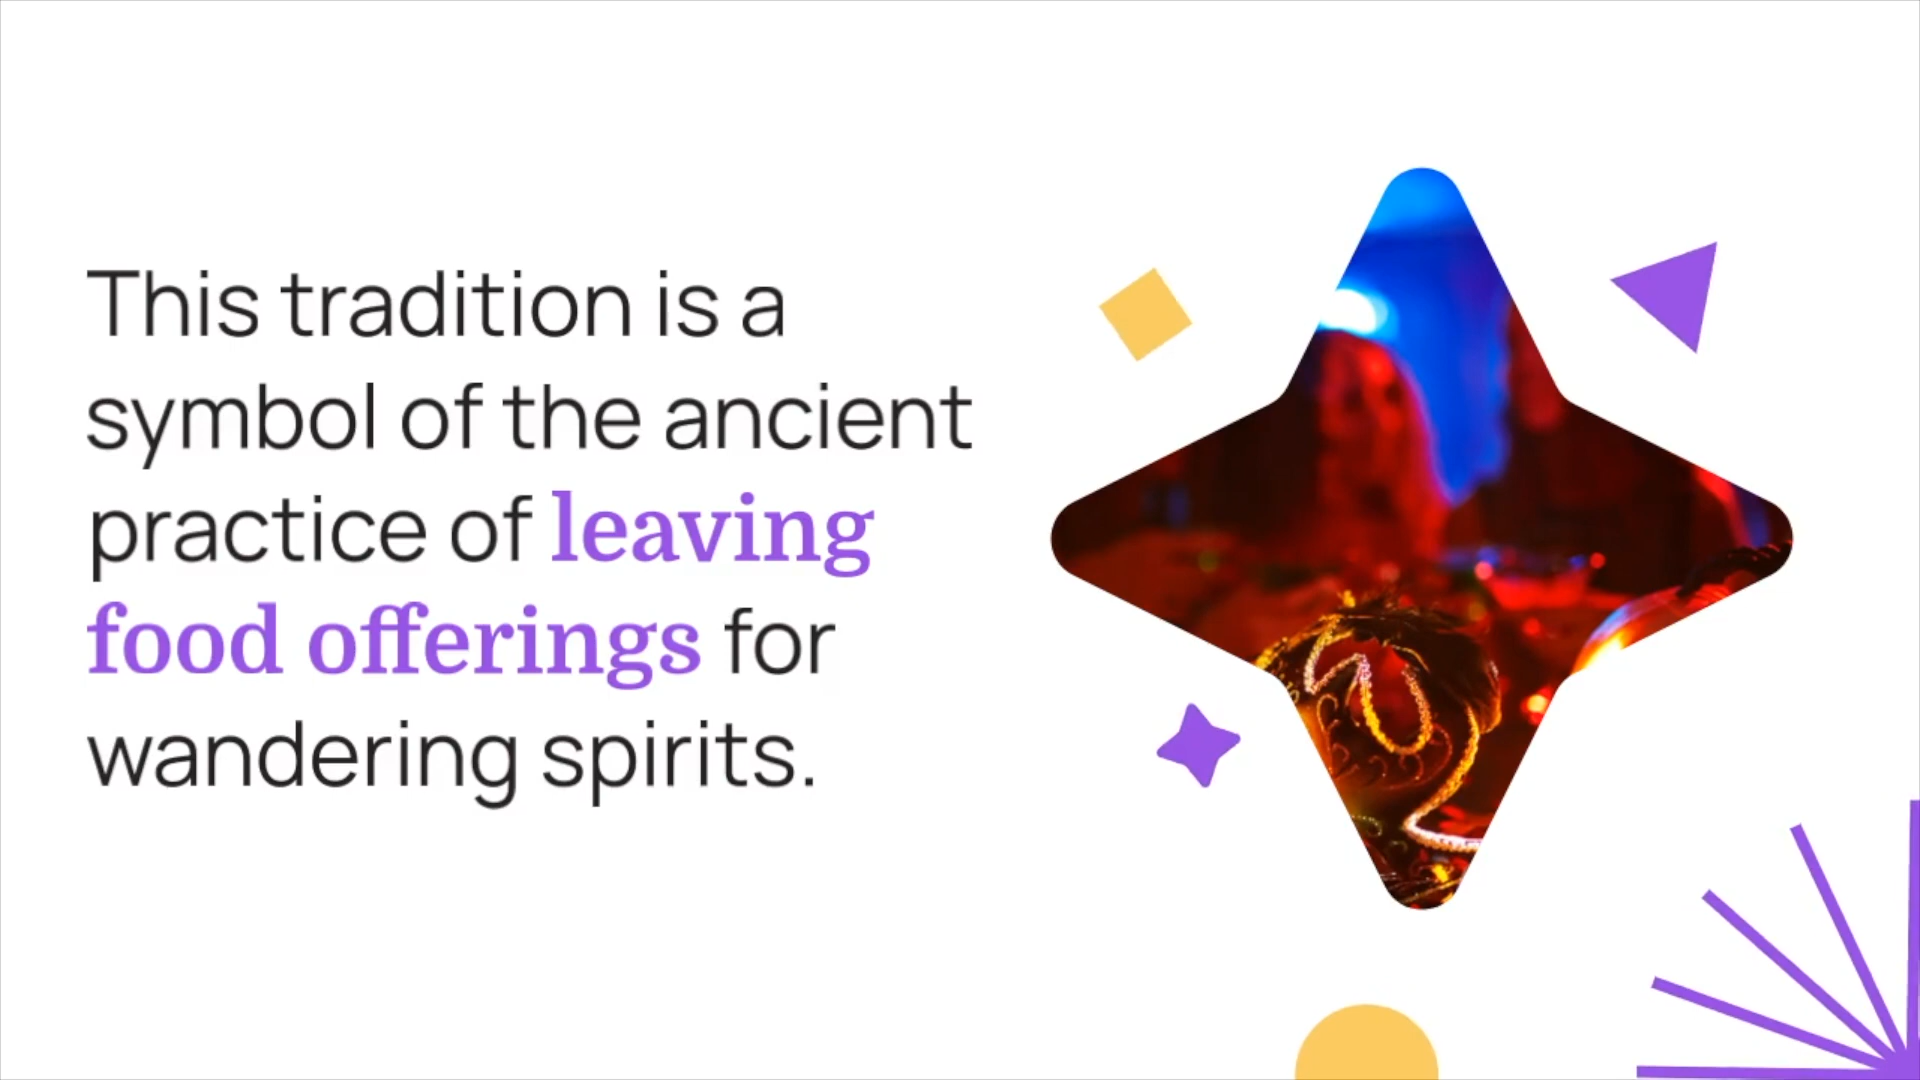 This tradition is a
symbol of the ancient
practice of leaving
food offerings for
wandering spirits.